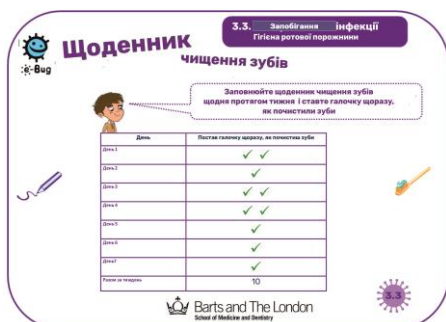 3.3. Запобігання інфекції
Гігієна ротової порожнини
e-Bug
Щоденник
чищення зубів
Заповнюйте щоденник чищення зубів
щодня протягом тижня і ставте галочку щоразу,
як почистили зуби
День Постав галочку щоразу, як почистиш зуби
День 1 ✓ ✓
День 2 ✓
День 3 ✓ ✓
День 4 ✓ ✓
День 5 ✓
День 6 ✓
День 7 ✓
Разом за тиждень 10
Barts and The London
School of Medicine and Dentistry
3.3